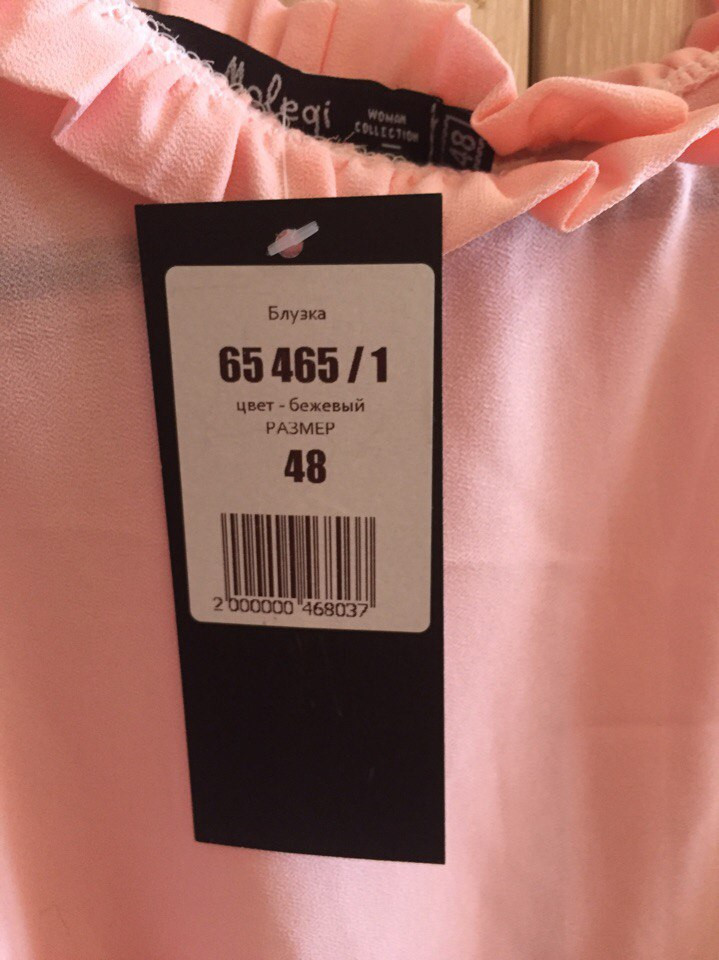 WOMAN
COLLECTION
48
Блузка
65 465 / 1
цвет - бежевый
РАЗМЕР
48
2 000000 468037